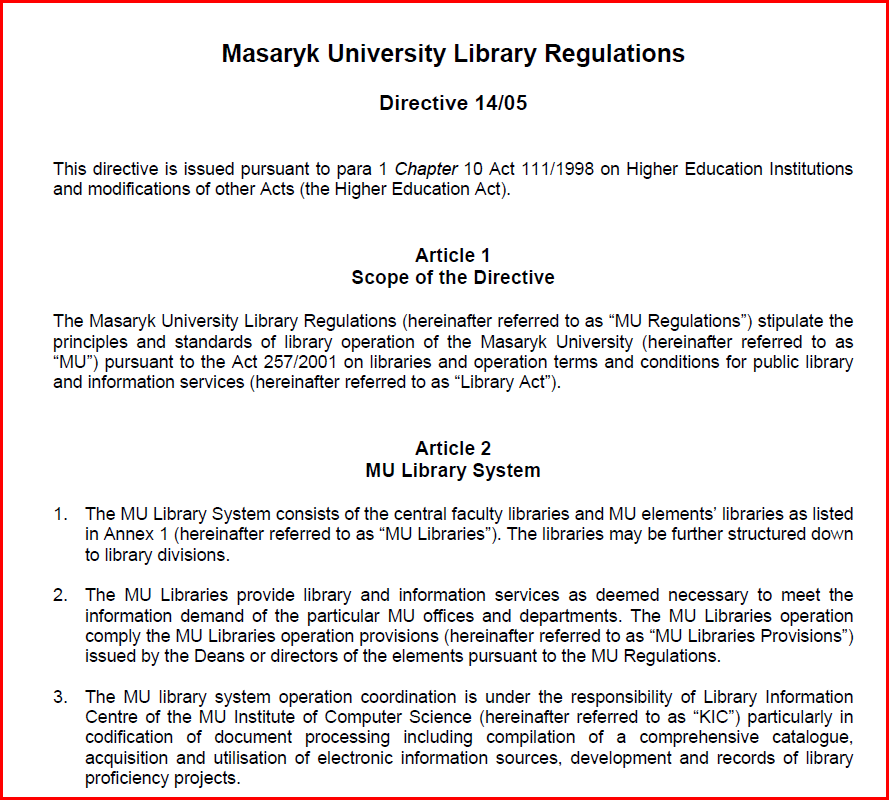 Masaryk University Library Regulations
Directive 14/05
This directive is issued pursuant to para 1 Chapter 10 Act 111/1998 on Higher Education Institutions
and modifications of other Acts (the Higher Education Act).
Article 1
Scope of the Directive
The Masaryk University Library Regulations (hereinafter referred to as “MU Regulations”) stipulate the
principles and standards of library operation of the Masaryk University (hereinafter referred to as
“MU”) pursuant to the Act 257/2001 on libraries and operation terms and conditions for public library
and information services (hereinafter referred to as “Library Act”).
Article 2
MU Library System
1. The MU Library System consists of the central faculty libraries and MU elements’ libraries as listed
in Annex 1 (hereinafter referred to as “MU Libraries”). The libraries may be further structured down
to library divisions.
2. The MU Libraries provide library and information services as deemed necessary to meet the
information demand of the particular MU offices and departments. The MU Libraries operation
comply the MU Libraries operation provisions (hereinafter referred to as “MU Libraries Provisions”)
issued by the Deans or directors of the elements pursuant to the MU Regulations.
3. The MU library system operation coordination is under the responsibility of Library Information
Centre of the MU Institute of Computer Science (hereinafter referred to as “KIC”) particularly in
codification of document processing including compilation of a comprehensive catalogue,
acquisition and utilisation of electronic information sources, development and records of library
proficiency projects.